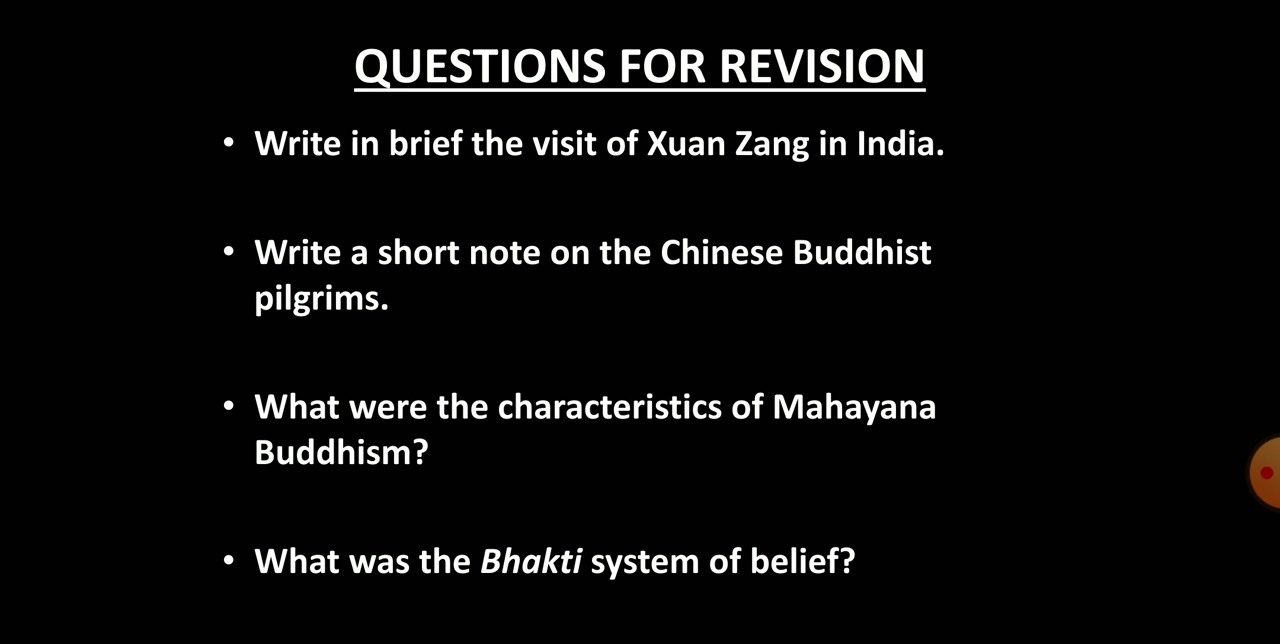 QUESTIONS FOR REVISION
• Write in brief the visit of Xuan Zang in India.
• Write a short note on the Chinese Buddhist
pilgrims.
• What were the characteristics of Mahayana
Buddhism?
• What was the Bhakti system of belief?